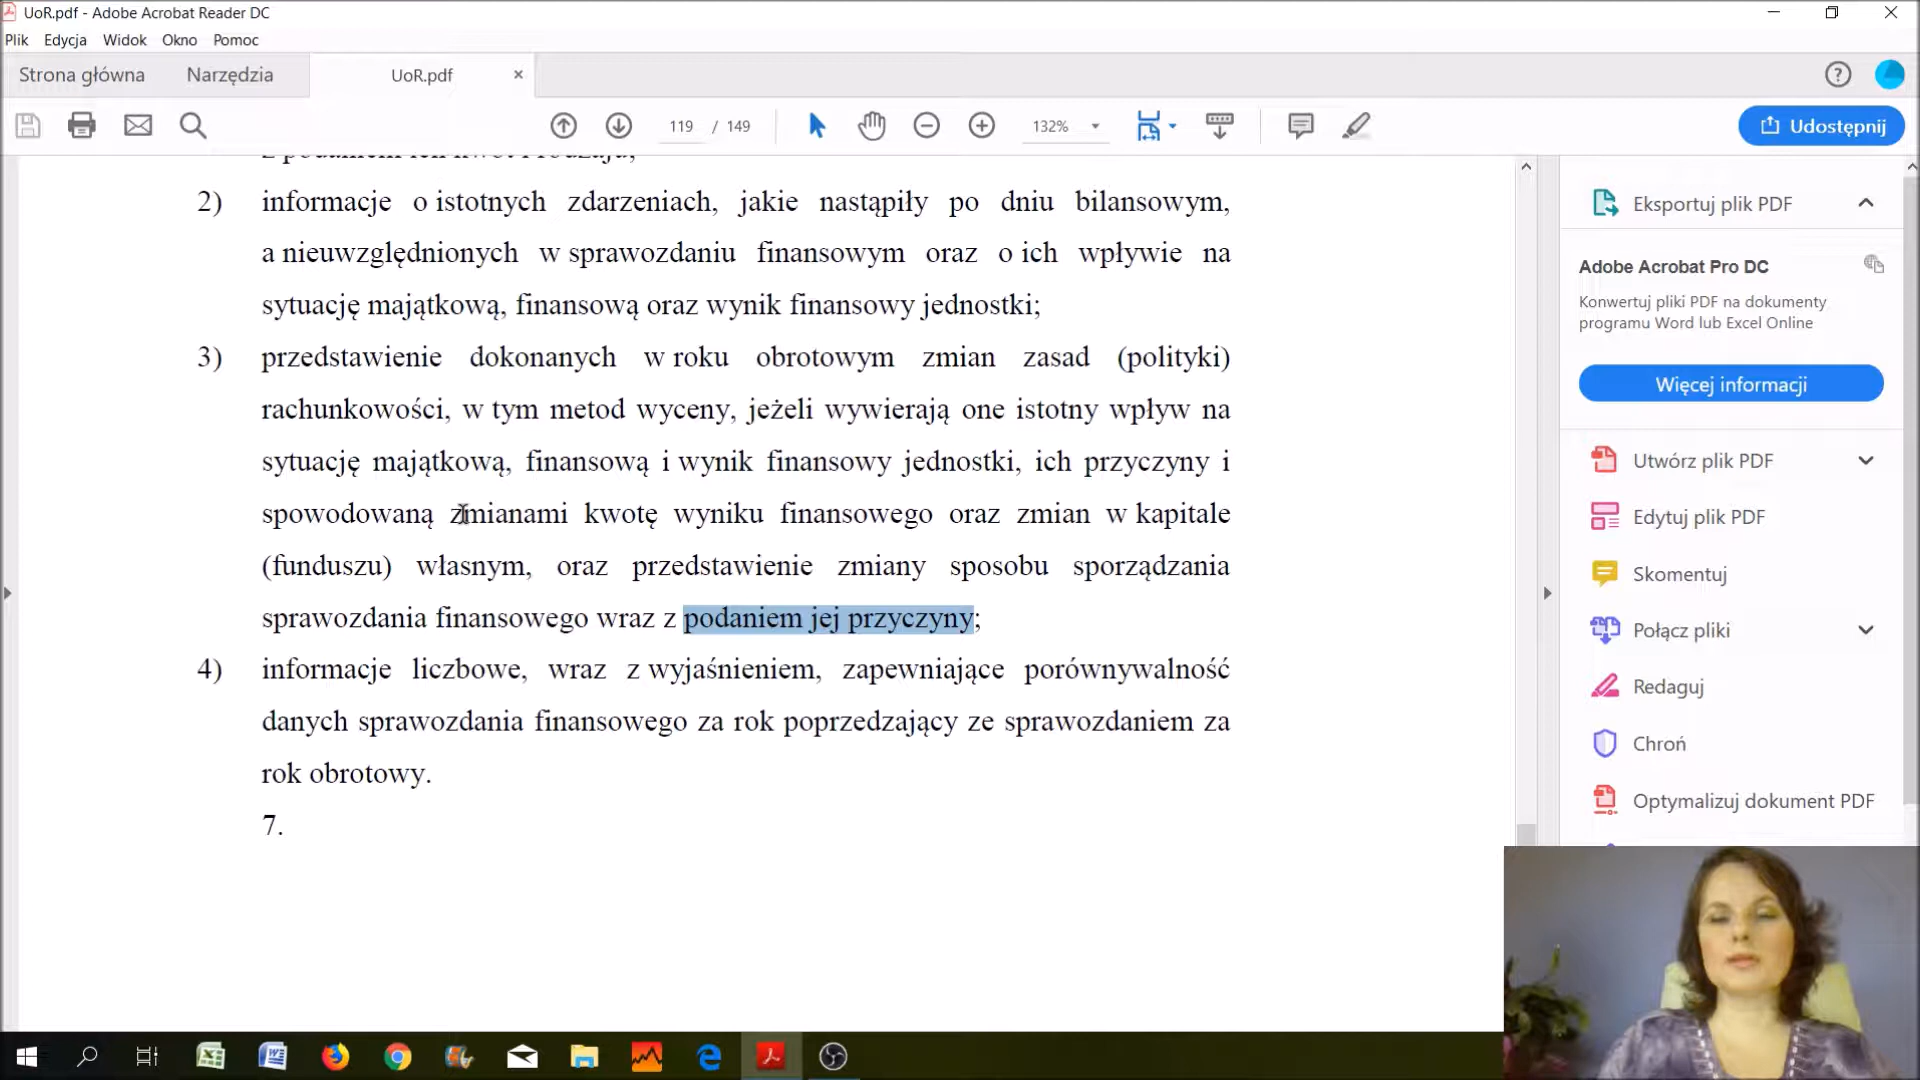 UoR.pdf - Adobe Acrobat Reader DC
Plik Edycja Widok Okno Pomoc
Strona główna Narzędzia UoR.pdf
119 / 149 132% Udostępnij
2) informacje o istotnych zdarzeniach, jakie nastąpiły po dniu bilansowym,
a nieuwzględnionych w sprawozdaniu finansowym oraz o ich wpływie na
sytuację majątkową, finansową oraz wynik finansowy jednostki;
3) przedstawienie dokonanych w roku obrotowym zmian zasad (polityki)
rachunkowości, w tym metod wyceny, jeżeli wywierają one istotny wpływ na
sytuację majątkową, finansową i wynik finansowy jednostki, ich przyczyny i
spowodowaną zmianami kwotę wyniku finansowego oraz zmian w kapitale
(funduszu) własnym, oraz przedstawienie zmiany sposobu sporządzania
sprawozdania finansowego wraz z podaniem jej przyczyny;
4) informacje liczbowe, wraz z wyjaśnieniem, zapewniające porównywalność
danych sprawozdania finansowego za rok poprzedzający ze sprawozdaniem za
rok obrotowy.
7.
Eksportuj plik PDF
Adobe Acrobat Pro DC
Konwertuj pliki PDF na dokumenty
programu Word lub Excel Online
Więcej informacji
Utwórz plik PDF
Edytuj plik PDF
Skomentuj
Połącz pliki
Redaguj
Chroń
Optymalizuj dokument PDF